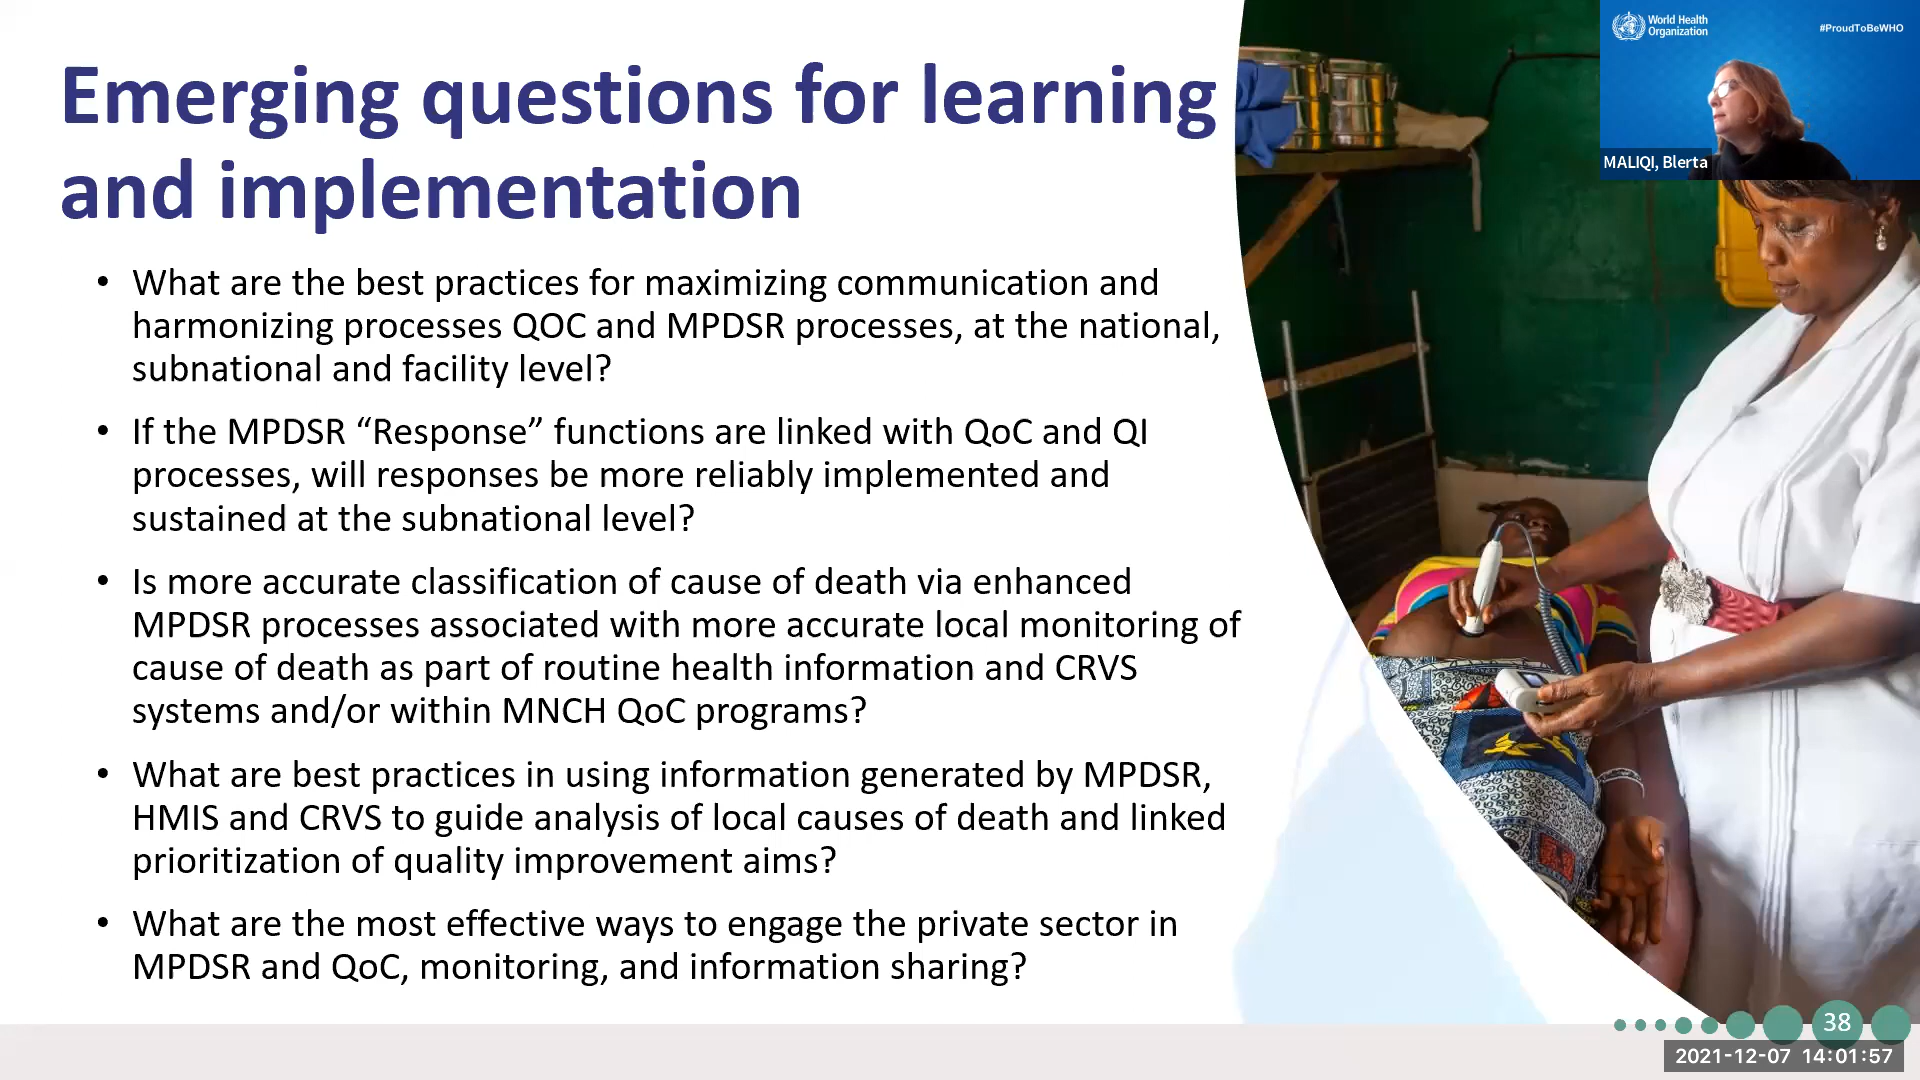 Emerging questions for learning
and implementation
• What are the best practices for maximizing communication and
harmonizing processes QOC and MPDSR processes, at the national,
subnational and facility level?
• If the MPDSR “Response” functions are linked with QoC and QI
processes, will responses be more reliably implemented and
sustained at the subnational level?
• Is more accurate classification of cause of death via enhanced
MPDSR processes associated with more accurate local monitoring of
cause of death as part of routine health information and CRVS
systems and/or within MNCH QoC programs?
• What are best practices in using information generated by MPDSR,
HMIS and CRVS to guide analysis of local causes of death and linked
prioritization of quality improvement aims?
• What are the most effective ways to engage the private sector in
MPDSR and QoC, monitoring, and information sharing?
World Health
Organization
#ProudToBeWHO
MALIQI, Blerta
38
2021-12-07 14:01:57